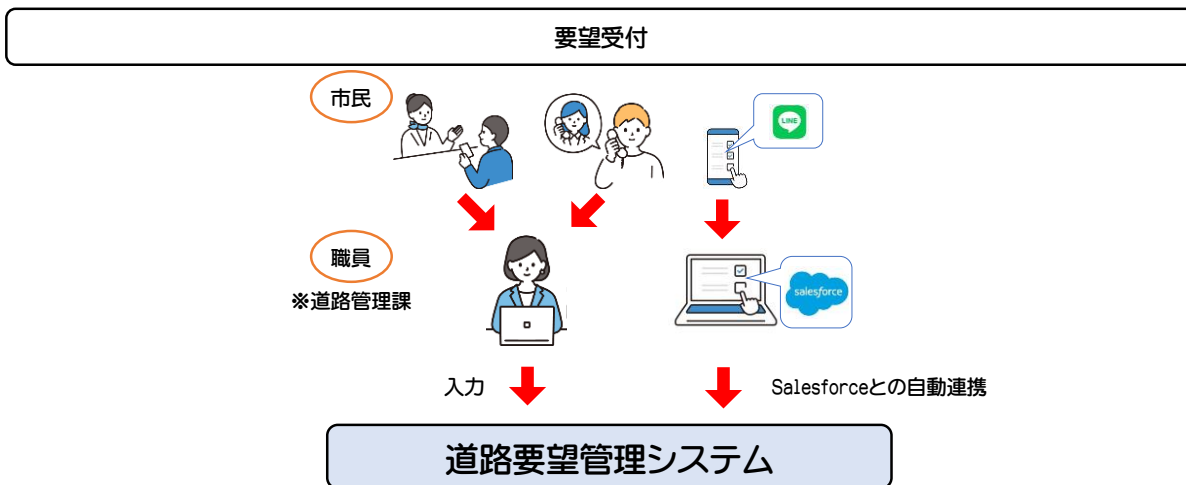 要望受付
市民
LINE
職員
※道路管理課
salesforce
入力
Salesforceとの自動連携
道路要望管理システム